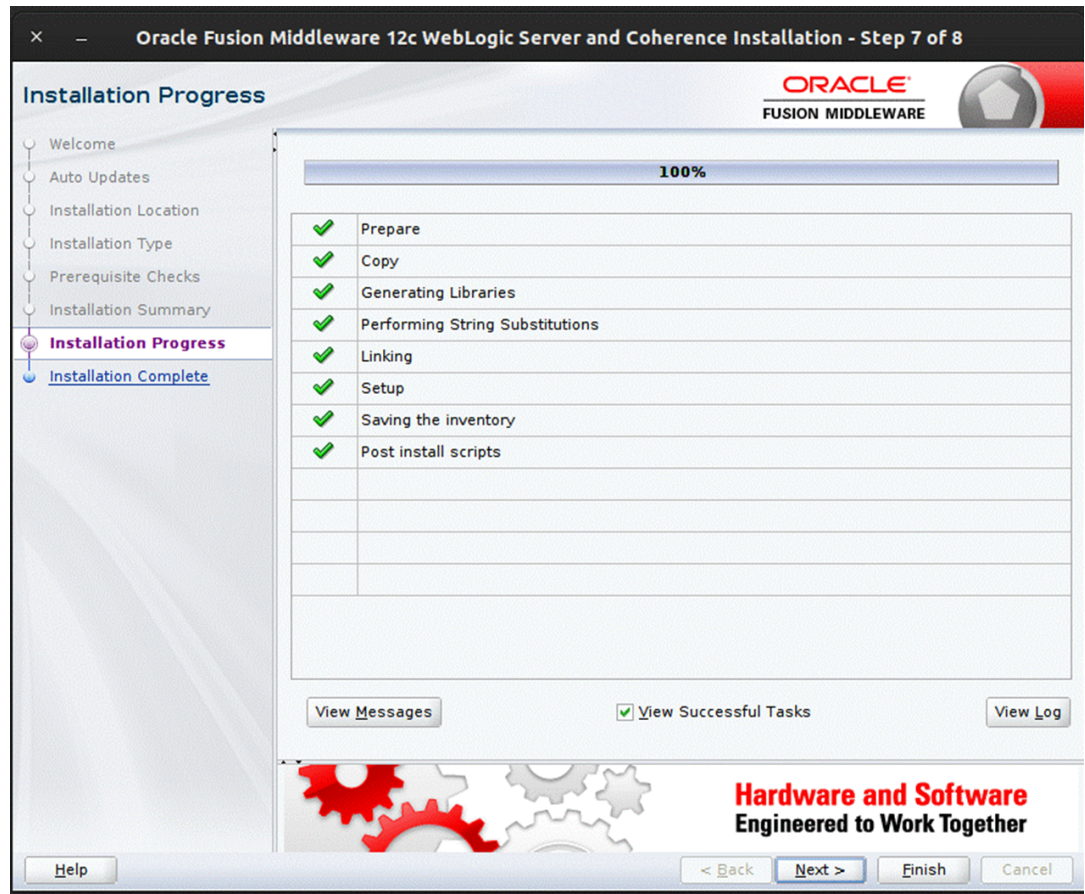 Oracle Fusion Middleware 12c WebLogic Server and Coherence Installation - Step 7 of 8
Installation Progress
ORACLE
FUSION MIDDLEWARE
Welcome
Auto Updates
Installation Location
Installation Type
Prerequisite Checks
Installation Summary
Installation Progress
Installation Complete
100%
Prepare
Copy
Generating Libraries
Performing String Substitutions
Linking
Setup
Saving the inventory
Post install scripts
View Messages
View Successful Tasks
View Log
Hardware and Software
Engineered to Work Together
Help
< Back
Next >
Finish
Cancel